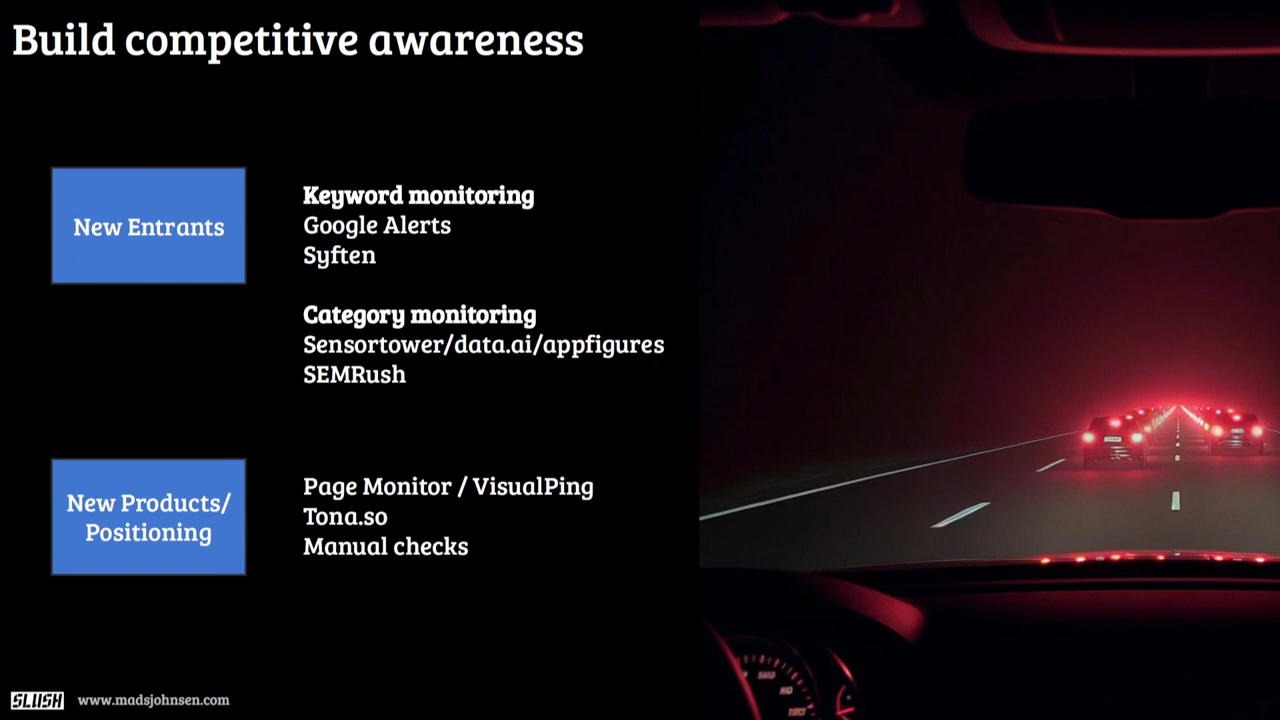 Build competitive awareness
New Entrants
Keyword monitoring
Google Alerts
Syften
Category monitoring
Sensortower/data.ai/appfigures
SEMRush
New Products/
Positioning
Page Monitor / VisualPing
Tona.so
Manual checks
SLUSH
www.madsjohnsen.com